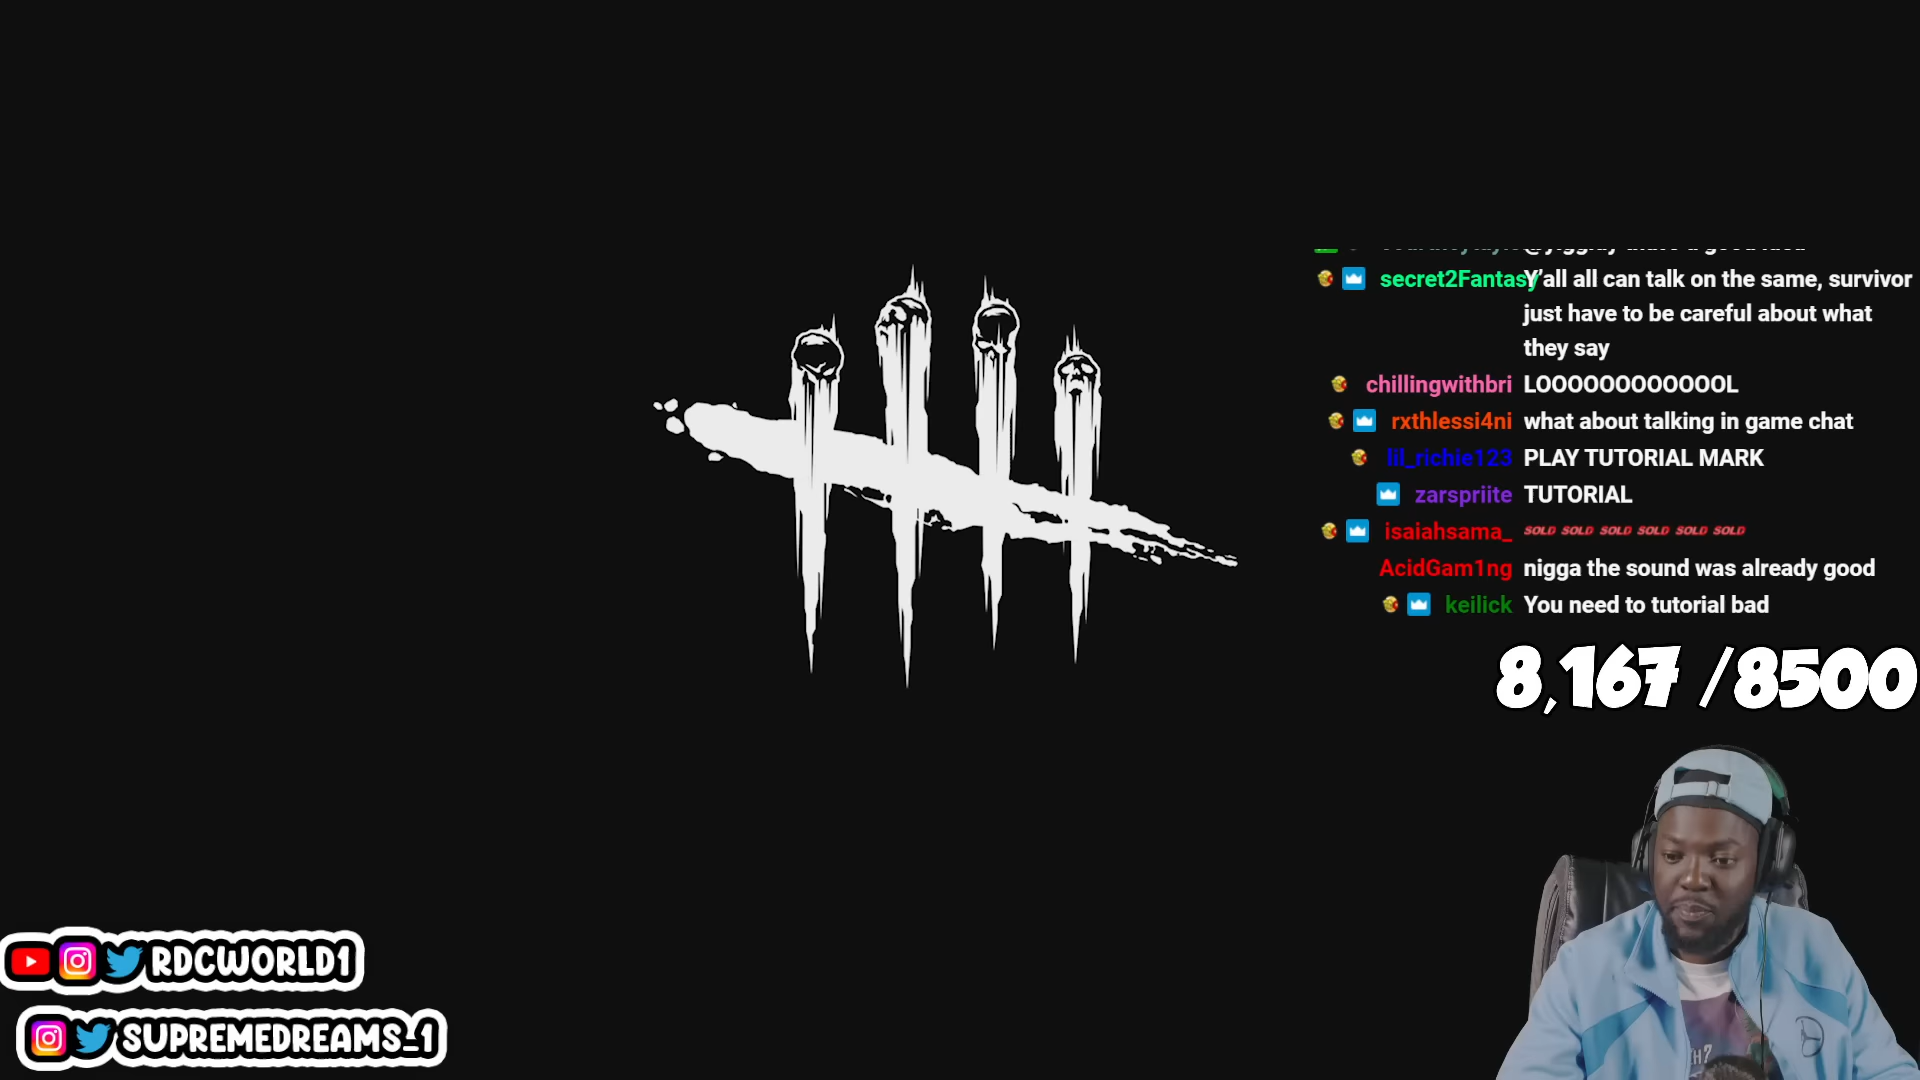 secret2Fantasy Y'all all can talk on the same, survivor
just have to be careful about what
they say
chillingwithbri LOOOOOOOOOOOOL
rxthlessi4ni what about talking in game chat
lil_richie123 PLAY TUTORIAL MARK
zarspriite TUTORIAL
isaiahsama_ SOLD SOLD SOLD SOLD SOLD SOLD
AcidGam1ng nigga the sound was already good
keilick You need to tutorial bad
8,167 /8500
RDCWORLD1
SUPREMEDREAMS_1